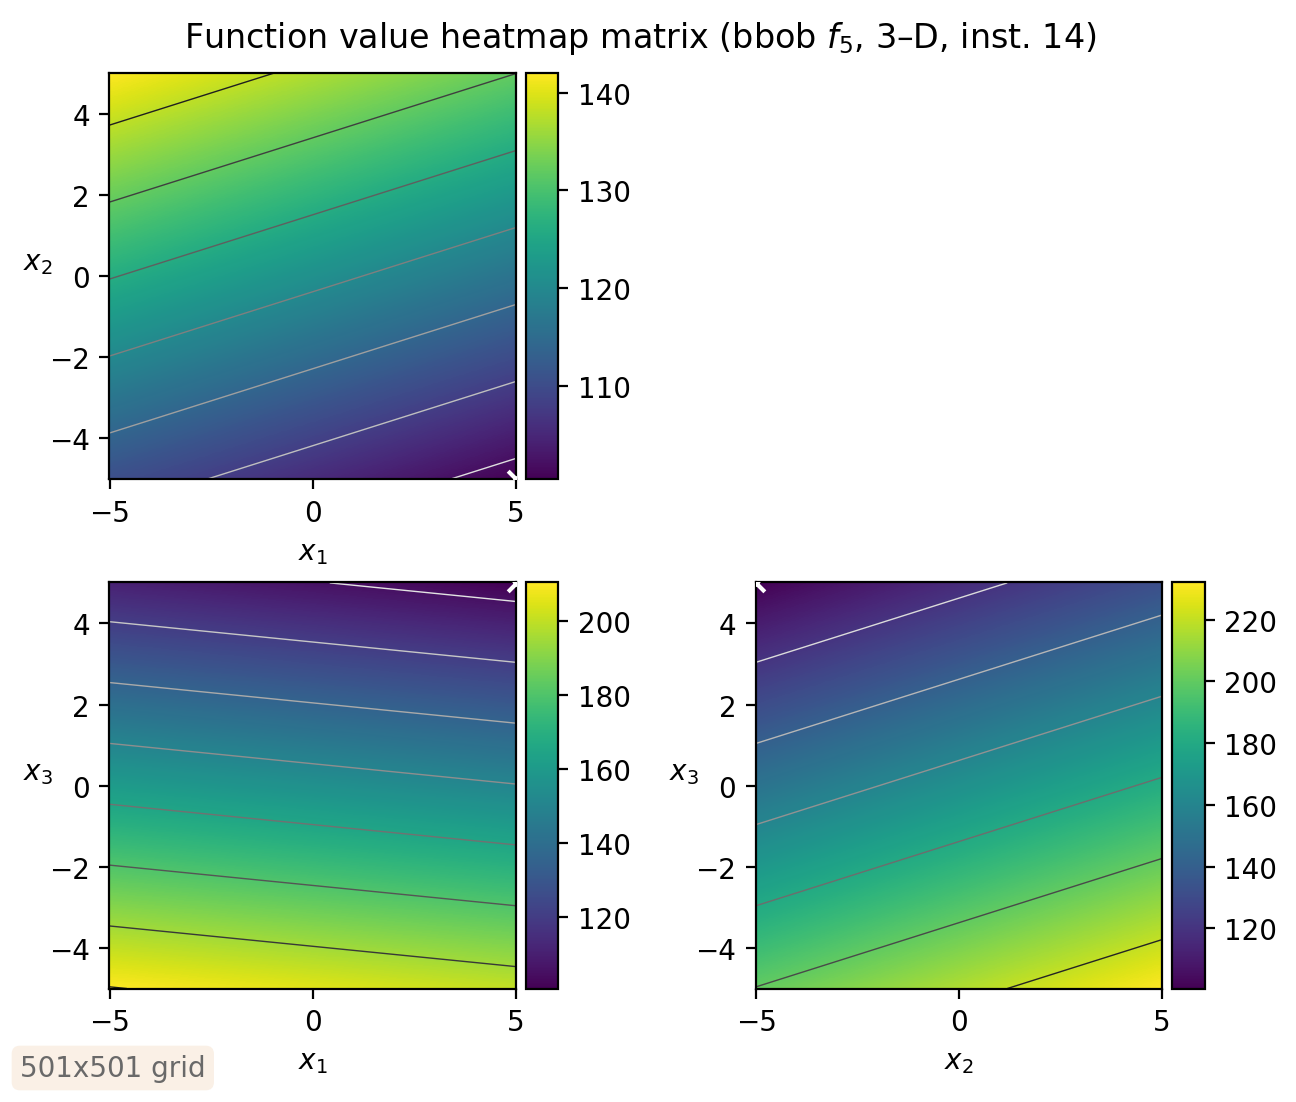 Function value heatmap matrix (bbob f₅, 3–D, inst. 14)
4
2
0
−2
−4
x₂
−5 0 5
x₁
140
130
120
110
4
2
0
−2
−4
x₃
−5 0 5
x₁
200
180
160
140
120
4
2
0
−2
−4
x₃
−5 0 5
x₂
220
200
180
160
140
120
501x501 grid